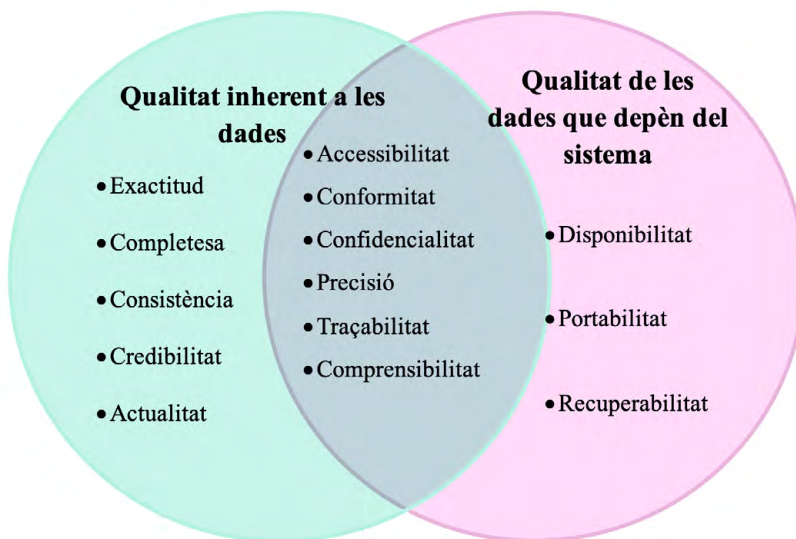 Qualitat inherent a les
dades
• Exactitud
• Completesa
• Consistència
• Credibilitat
• Actualitat
• Accessibilitat
• Conformitat
• Confidencialitat
• Precisió
• Traçabilitat
• Comprensibilitat
Qualitat de les
dades que depèn del
sistema
• Disponibilitat
• Portabilitat
• Recuperabilitat